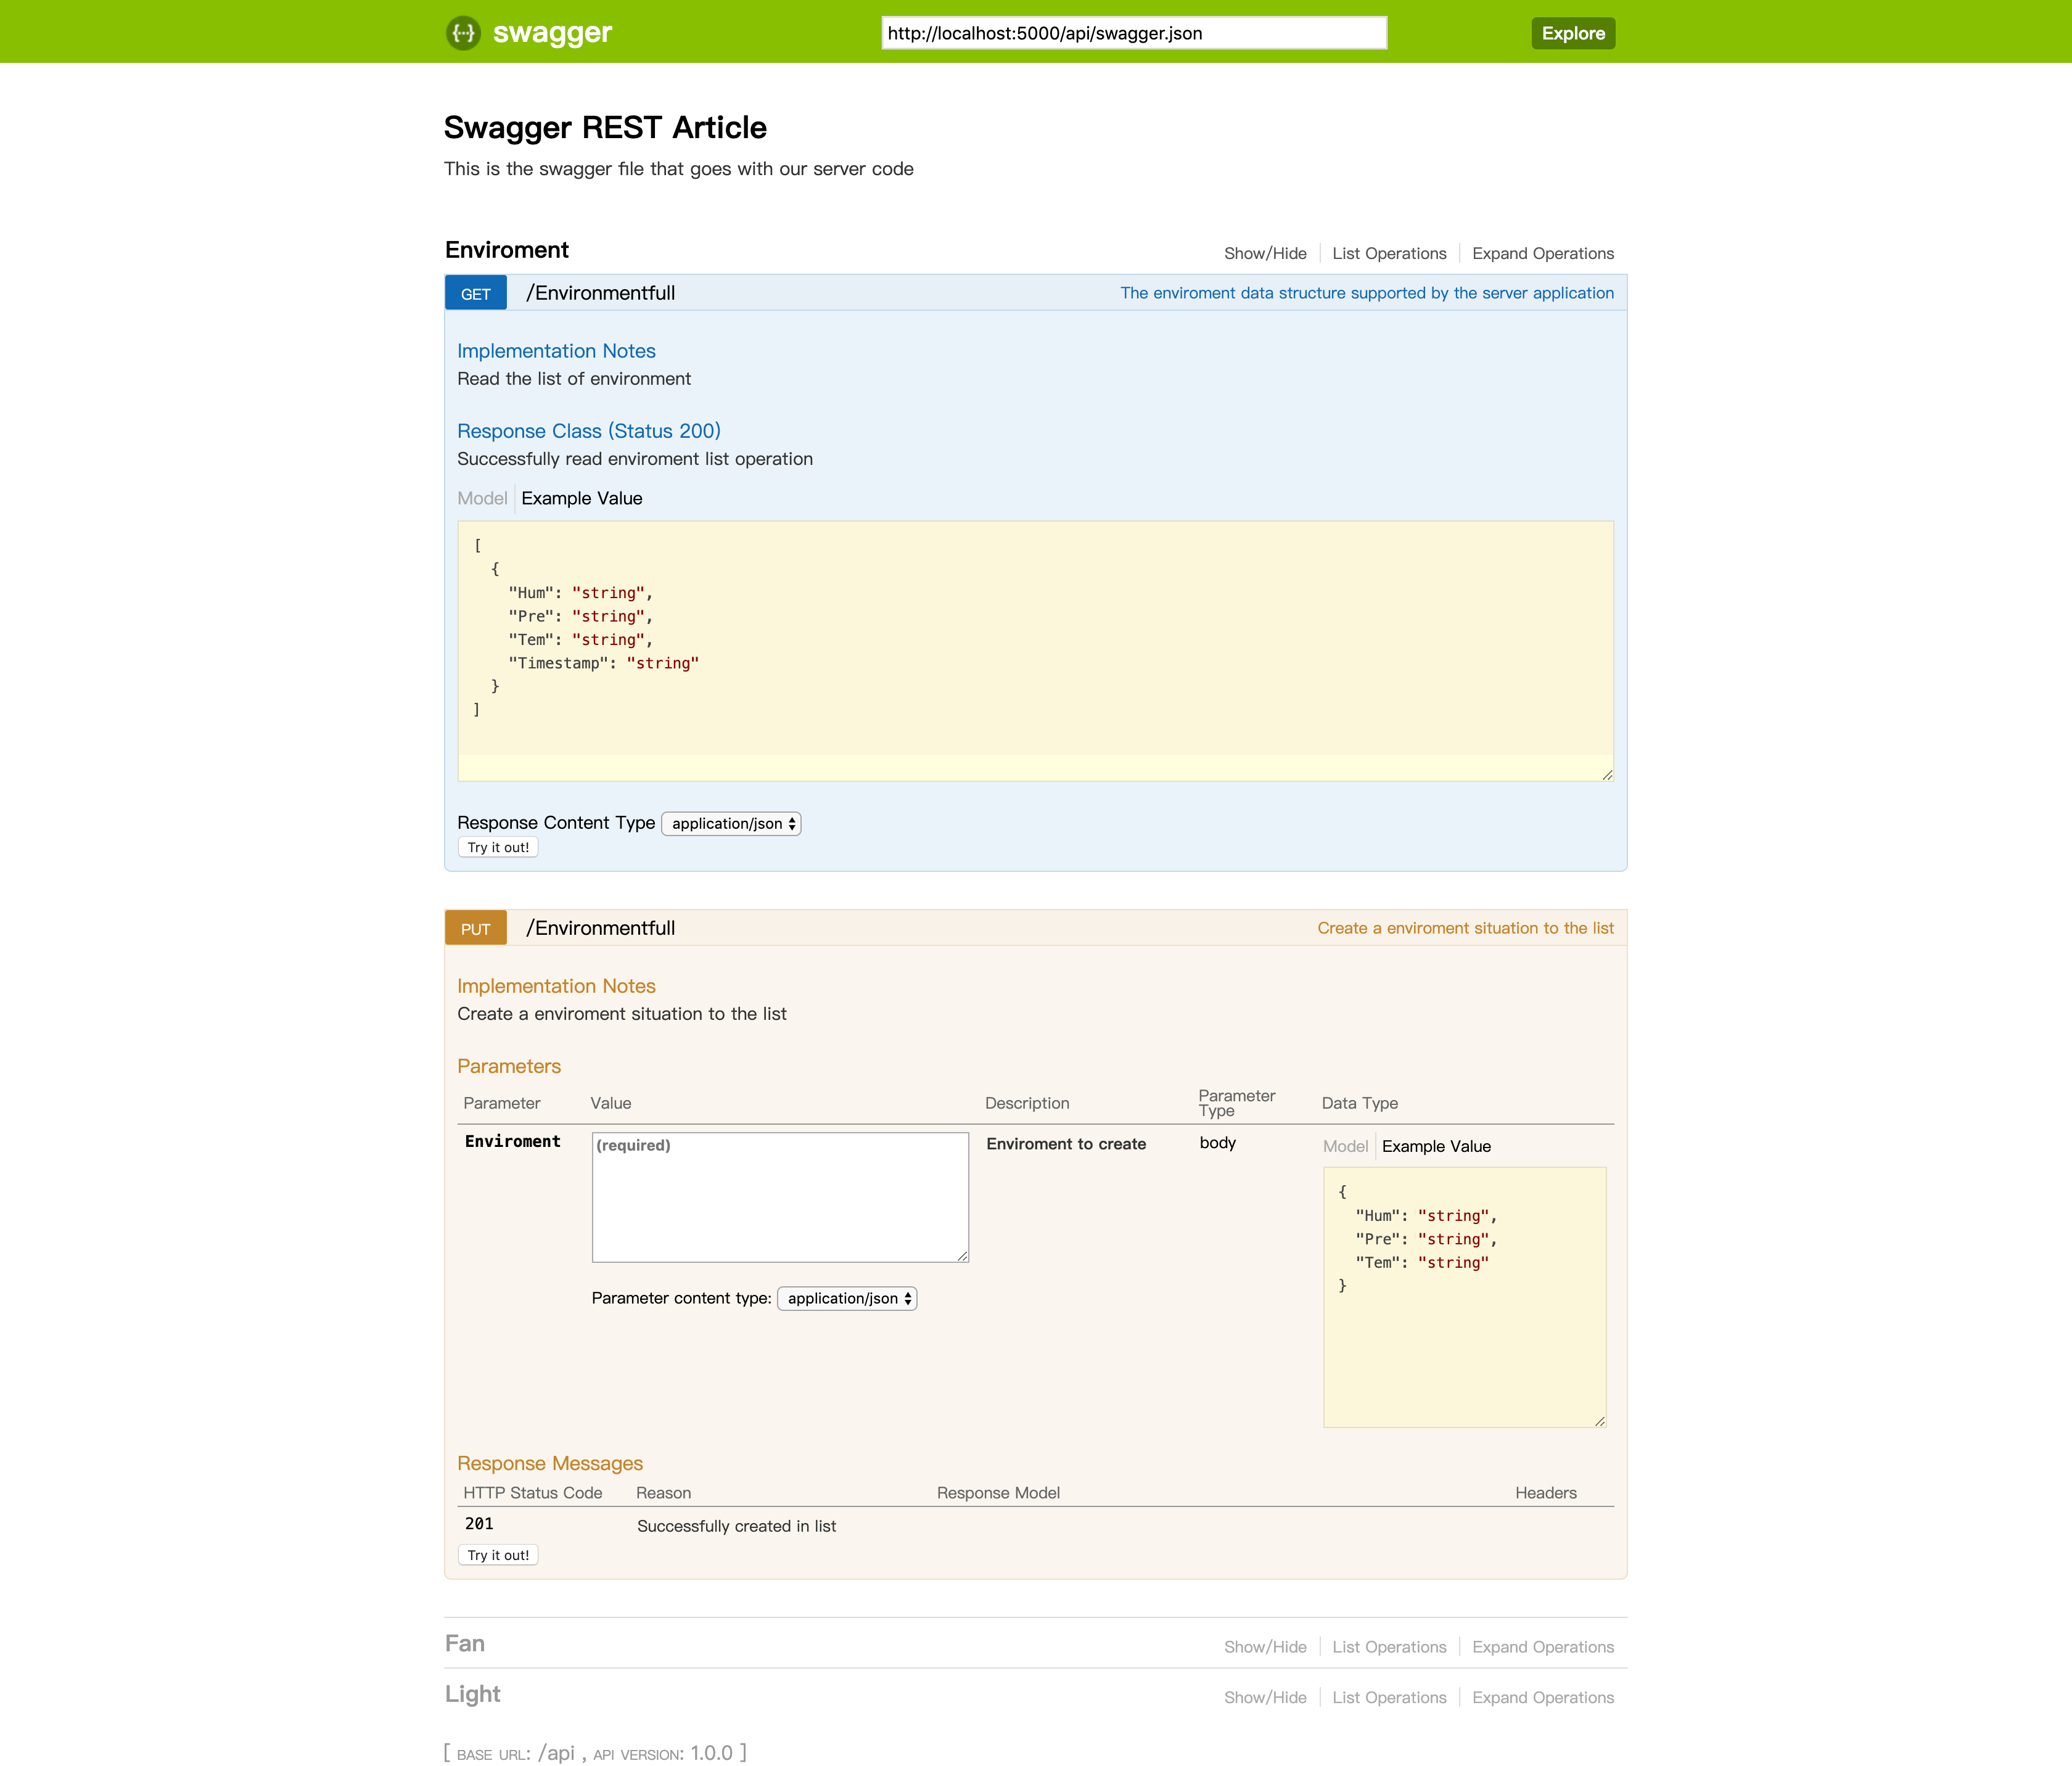 {···} swagger http://localhost:5000/api/swagger.json Explore
Swagger REST Article
This is the swagger file that goes with our server code
Enviroment Show/Hide List Operations Expand Operations
GET /Environmentfull The enviroment data structure supported by the server application
Implementation Notes
Read the list of environment
Response Class (Status 200)
Successfully read enviroment list operation
Model Example Value
[
{
"Hum": "string",
"Pre": "string",
"Tem": "string",
"Timestamp": "string"
}
]
Response Content Type application/json
Try it out!
PUT /Environmentfull Create a enviroment situation to the list
Implementation Notes
Create a enviroment situation to the list
Parameters
Parameter Value Description Parameter Type Data Type
Enviroment (required) Enviroment to create body Model Example Value
{
"Hum": "string",
"Pre": "string",
"Tem": "string"
}
Parameter content type: application/json
Response Messages
HTTP Status Code Reason Response Model Headers
201 Successfully created in list
Try it out!
Fan Show/Hide List Operations Expand Operations
Light Show/Hide List Operations Expand Operations
[ BASE URL: /api , API VERSION: 1.0.0 ]